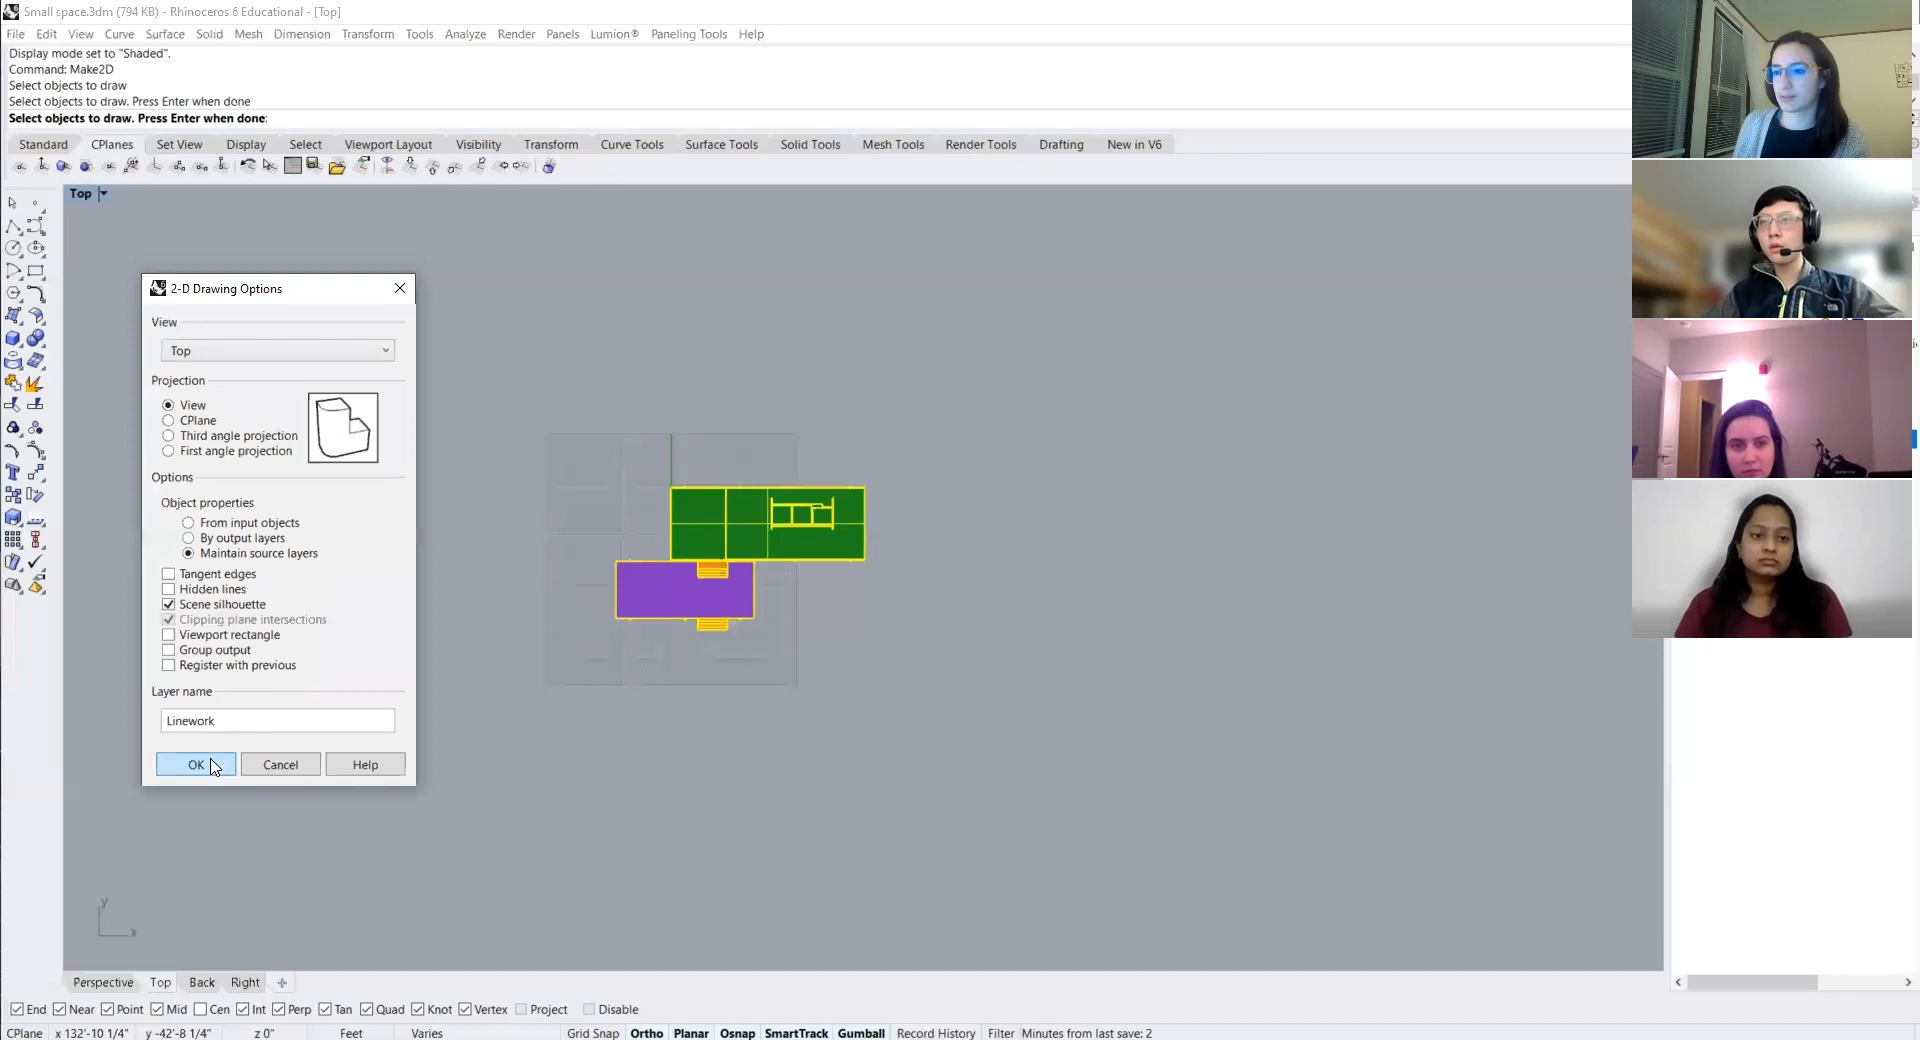 Small space.3dm (794 KB) - Rhinoceros 6 Educational - [Top]
File Edit View Curve Surface Solid Mesh Dimension Transform Tools Analyze Render Panels Lumion® Paneling Tools Help
Display mode set to "Shaded".
Command: Make2D
Select objects to draw
Select objects to draw. Press Enter when done
Select objects to draw. Press Enter when done:
Standard CPlanes Set View Display Select Viewport Layout Visibility Transform Curve Tools Surface Tools Solid Tools Mesh Tools Render Tools Drafting New in V6
Top
2-D Drawing Options
View
Top
Projection
View
CPlane
Third angle projection
First angle projection
Options
Object properties
From input objects
By output layers
Maintain source layers
Tangent edges
Hidden lines
Scene silhouette
Clipping plane intersections
Viewport rectangle
Group output
Register with previous
Layer name
Linework
OK Cancel Help
y
x
Perspective Top Back Right
End Near Point Mid Cen Int Perp Tan Quad Knot Vertex Project Disable
CPlane x 132'-10 1/4" y -42'-8 1/4" z 0" Feet Varies Grid Snap Ortho Planar Osnap SmartTrack Gumball Record History Filter Minutes from last save: 2